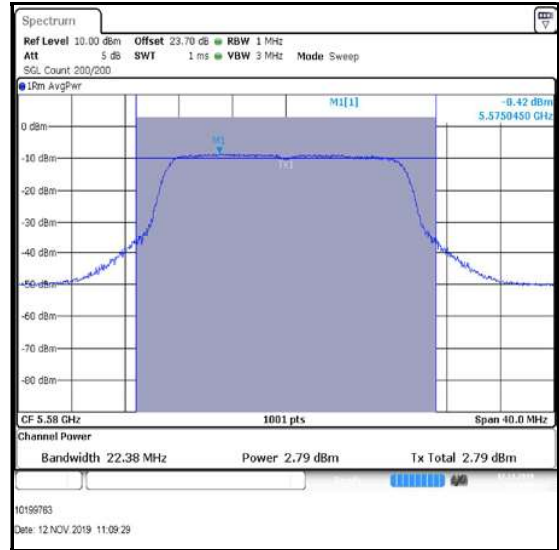 Spectrum
Ref Level 10.00 dBm Offset 23.70 dB RBW 1 MHz
Att 5 dB SWT 1 ms VBW 3 MHz Mode Sweep
SGL Count 200/200
1Rm AvgPwr
M1[1] -8.42 dBm
5.5750450 GHz
0 dBm
M1
-10 dBm
-20 dBm
-30 dBm
-40 dBm
-50 dBm
-60 dBm
-70 dBm
-80 dBm
CF 5.58 GHz 1001 pts Span 40.0 MHz
Channel Power
Bandwidth 22.38 MHz Power 2.79 dBm Tx Total 2.79 dBm
10199763
Date: 12.NOV.2019 11:09:29